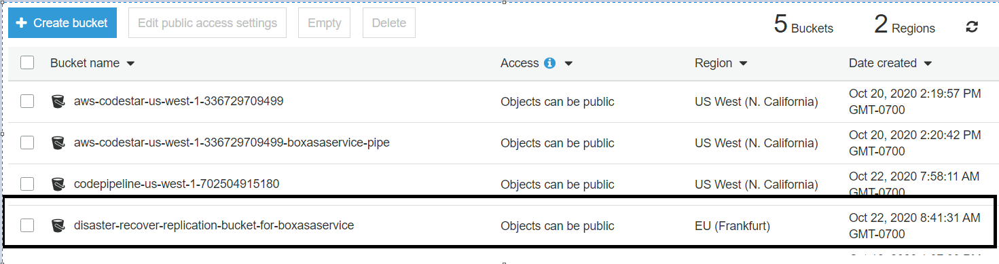 Create bucket Edit public access settings Empty Delete 5 Buckets 2 Regions
Bucket name Access Region Date created
aws-codestar-us-west-1-336729709499 Objects can be public US West (N. California) Oct 20, 2020 2:19:57 PM
GMT-0700
aws-codestar-us-west-1-336729709499-boxasaservice-pipe Objects can be public US West (N. California) Oct 20, 2020 2:20:42 PM
GMT-0700
codepipeline-us-west-1-702504915180 Objects can be public US West (N. California) Oct 22, 2020 7:58:11 AM
GMT-0700
disaster-recover-replication-bucket-for-boxasaservice Objects can be public EU (Frankfurt) Oct 22, 2020 8:41:31 AM
GMT-0700